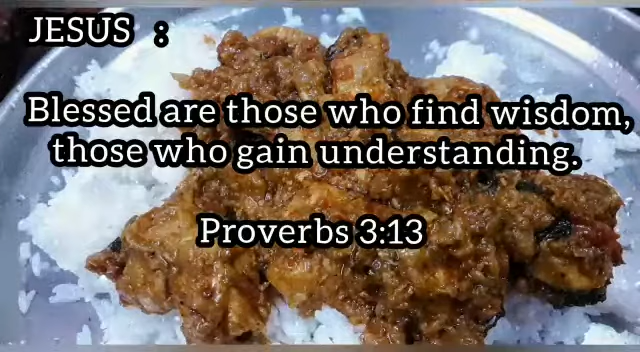 JESUS :
Blessed are those who find wisdom,
those who gain understanding.
Proverbs 3:13